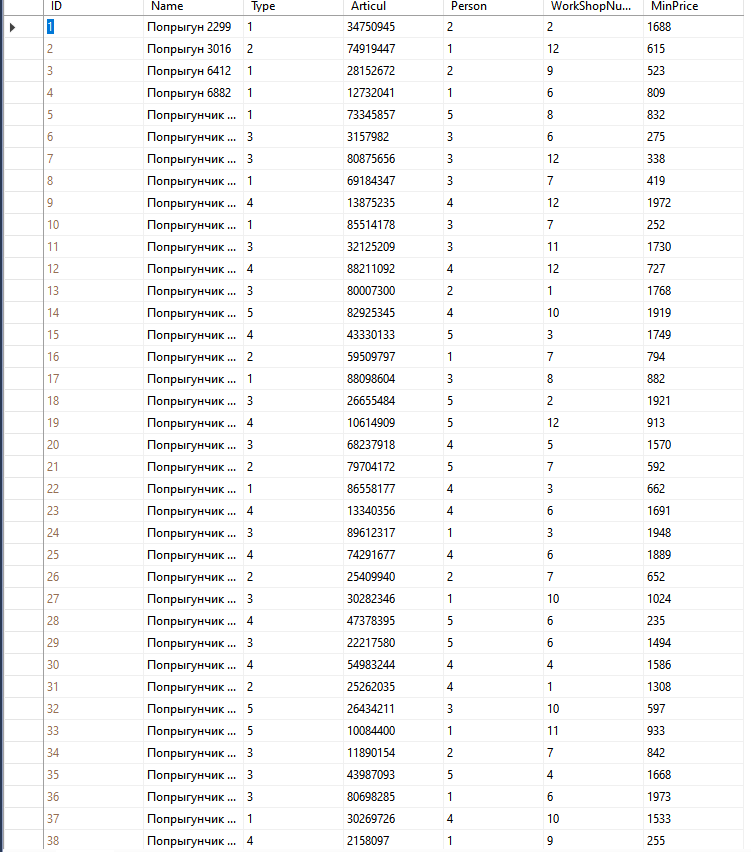 ID Name Type Articul Person WorkShopNu... MinPrice
1 Попрыгун 2299 1 34750945 2 2 1688
2 Попрыгун 3016 2 74919447 1 12 615
3 Попрыгун 6412 1 28152672 2 9 523
4 Попрыгун 6882 1 12732041 1 6 809
5 Попрыгунчик ... 1 73345857 5 8 832
6 Попрыгунчик ... 3 3157982 3 6 275
7 Попрыгунчик ... 3 80875656 3 12 338
8 Попрыгунчик ... 1 69184347 3 7 419
9 Попрыгунчик ... 4 13875235 4 12 1972
10 Попрыгунчик ... 1 85514178 3 7 252
11 Попрыгунчик ... 3 32125209 3 11 1730
12 Попрыгунчик ... 4 88211092 4 12 727
13 Попрыгунчик ... 3 80007300 2 1 1768
14 Попрыгунчик ... 5 82925345 4 10 1919
15 Попрыгунчик ... 4 43330133 5 3 1749
16 Попрыгунчик ... 2 59509797 1 7 794
17 Попрыгунчик ... 1 88098604 3 8 882
18 Попрыгунчик ... 3 26655484 5 2 1921
19 Попрыгунчик ... 4 10614909 5 12 913
20 Попрыгунчик ... 3 68237918 4 5 1570
21 Попрыгунчик ... 2 79704172 5 7 592
22 Попрыгунчик ... 1 86558177 4 3 662
23 Попрыгунчик ... 4 13340356 4 6 1691
24 Попрыгунчик ... 3 89612317 1 3 1948
25 Попрыгунчик ... 4 74291677 4 6 1889
26 Попрыгунчик ... 2 25409940 2 7 652
27 Попрыгунчик ... 3 30282346 1 10 1024
28 Попрыгунчик ... 4 47378395 5 6 235
29 Попрыгунчик ... 3 22217580 5 6 1494
30 Попрыгунчик ... 4 54983244 4 4 1586
31 Попрыгунчик ... 2 25262035 4 1 1308
32 Попрыгунчик ... 5 26434211 3 10 597
33 Попрыгунчик ... 5 10084400 1 11 933
34 Попрыгунчик ... 3 11890154 2 7 842
35 Попрыгунчик ... 3 43987093 5 4 1668
36 Попрыгунчик ... 3 80698285 1 6 1973
37 Попрыгунчик ... 1 30269726 4 10 1533
38 Попрыгунчик ... 4 2158097 1 9 255